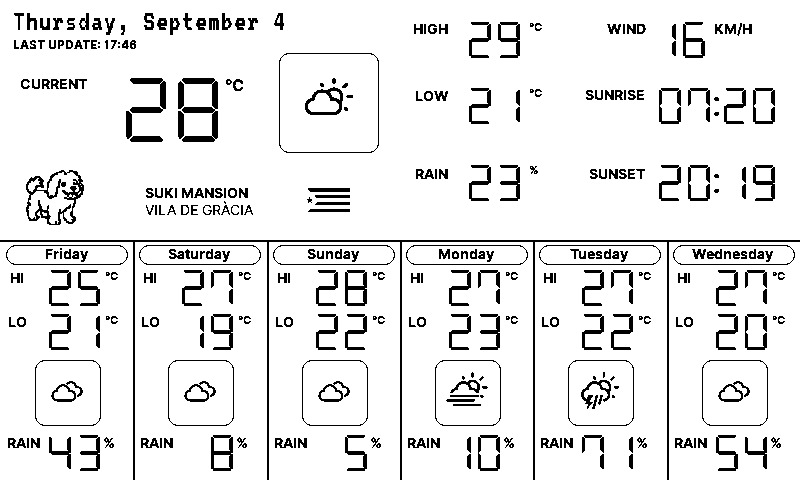 Thursday, September 4
LAST UPDATE: 17:46
CURRENT 28 °C
HIGH 29 °C
WIND 16 KM/H
LOW 21 °C
SUNRISE 07:20
RAIN 23 %
SUNSET 20:19
SUKI MANSION
VILA DE GRÀCIA
Friday
HI 25 °C
LO 21 °C
RAIN 43 %
Saturday
HI 27 °C
LO 19 °C
RAIN 8 %
Sunday
HI 28 °C
LO 22 °C
RAIN 5 %
Monday
HI 27 °C
LO 23 °C
RAIN 10 %
Tuesday
HI 27 °C
LO 22 °C
RAIN 71 %
Wednesday
HI 27 °C
LO 20 °C
RAIN 54 %